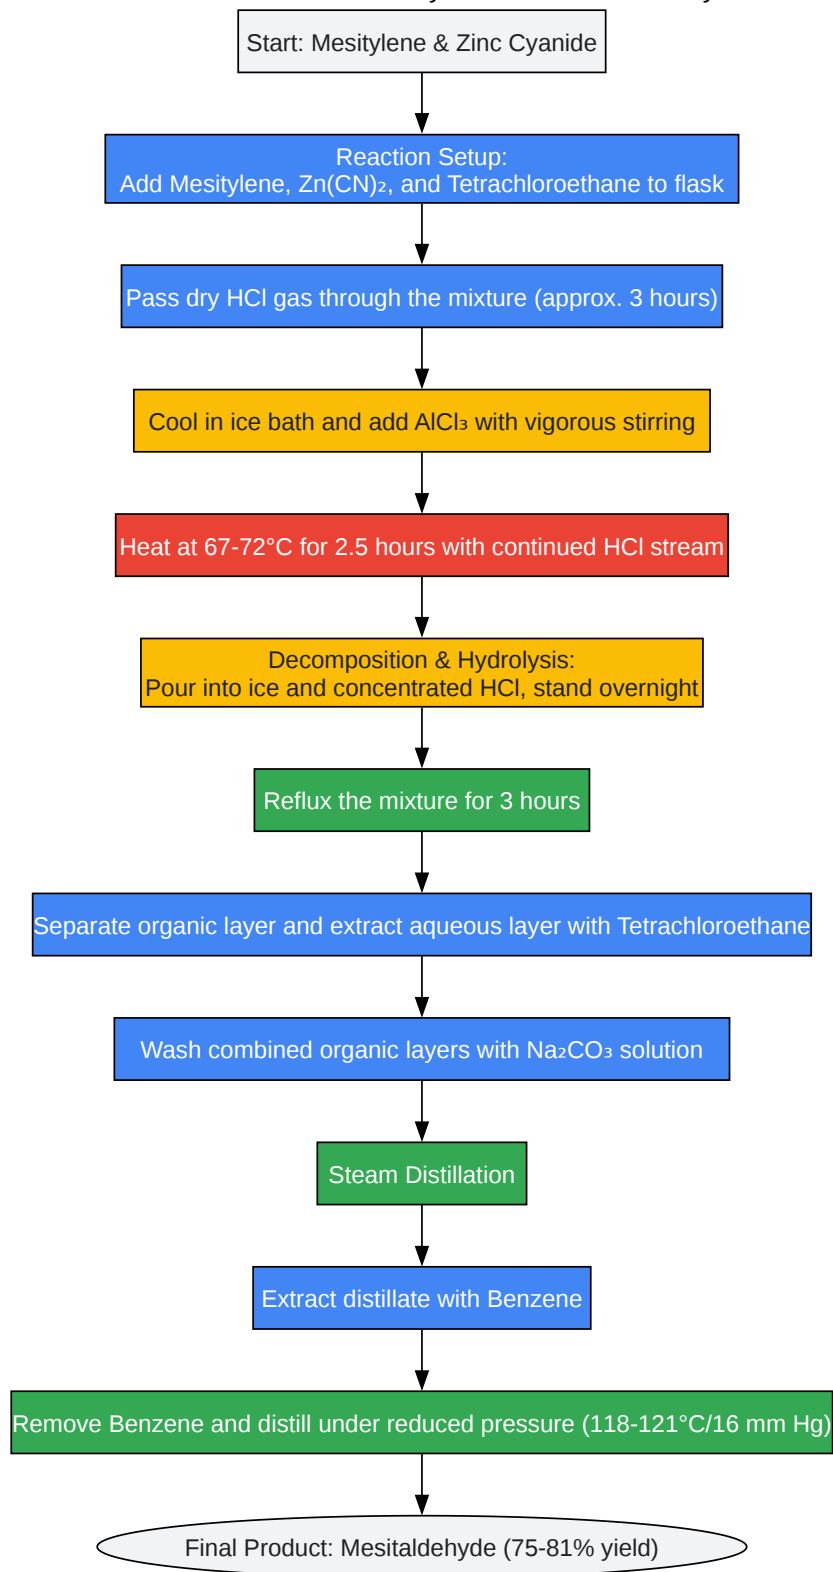 Start: Mesitylene & Zinc Cyanide
Reaction Setup:
Add Mesitylene, Zn(CN)₂, and Tetrachloroethane to flask
Pass dry HCl gas through the mixture (approx. 3 hours)
Cool in ice bath and add AlCl₃ with vigorous stirring
Heat at 67-72°C for 2.5 hours with continued HCl stream
Decomposition & Hydrolysis:
Pour into ice and concentrated HCl, stand overnight
Reflux the mixture for 3 hours
Separate organic layer and extract aqueous layer with Tetrachloroethane
Wash combined organic layers with Na₂CO₃ solution
Steam Distillation
Extract distillate with Benzene
Remove Benzene and distill under reduced pressure (118-121°C/16 mm Hg)
Final Product: Mesitaldehyde (75-81% yield)